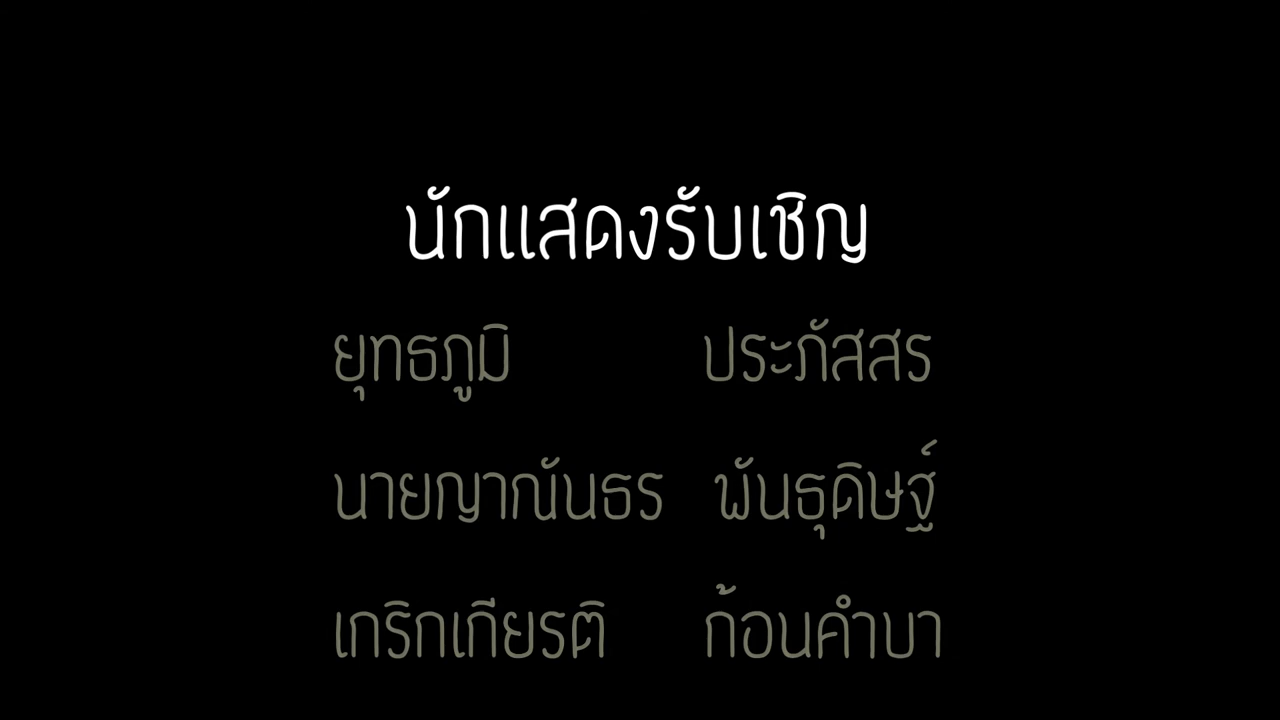 นักแสดงรับเชิญ
ยุทธภูมิ ประภัสสร
นายญาณันธร พันธุดิษฐ์
เกริกเกียรติ ก้อนคำบา